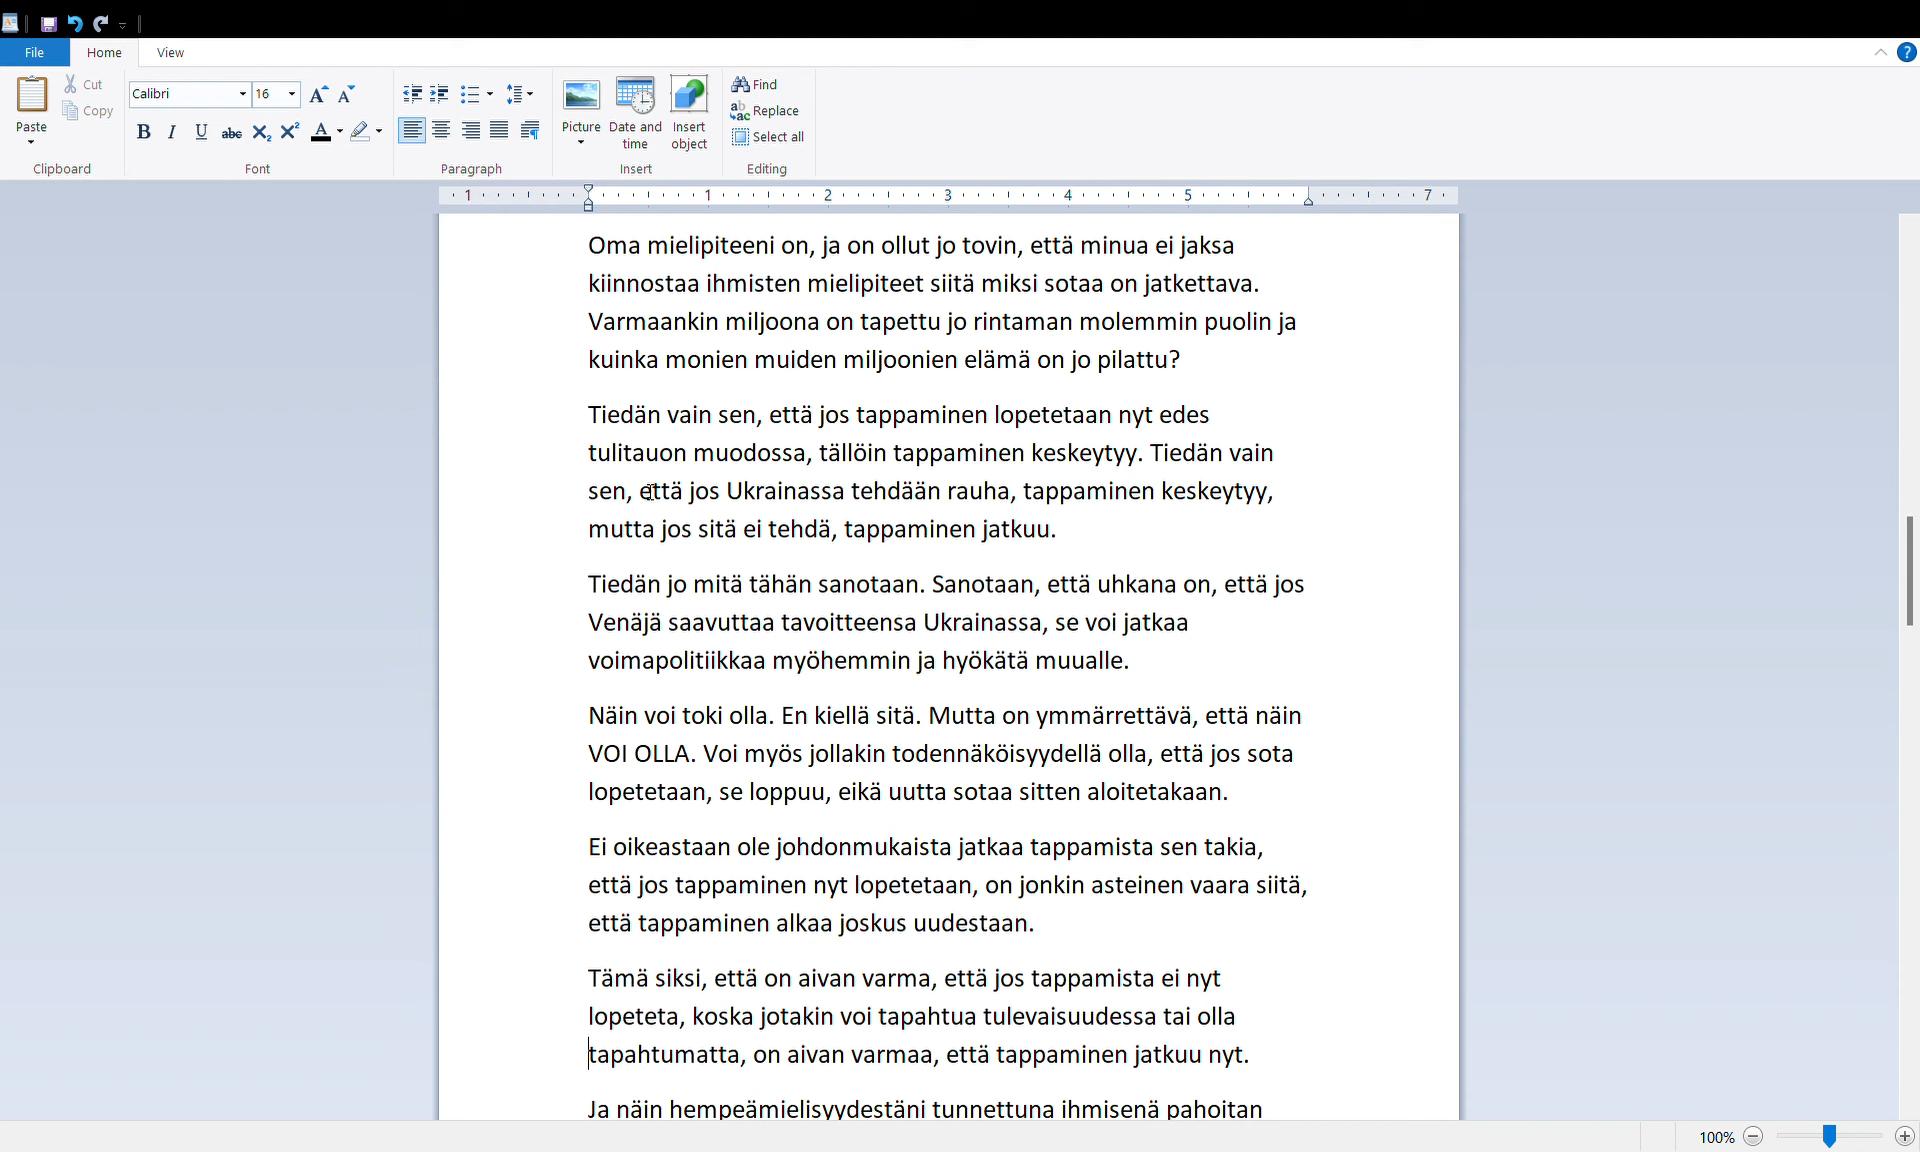 File Home View
Paste
Cut
Copy
Clipboard
Calibri 16
B I U abc X₂ X² A
Font
Paragraph
Picture
Date and time
Insert object
Insert
Find
Replace
Select all
Editing
1 1 2 3 4 5 7
Oma mielipiteeni on, ja on ollut jo tovin, että minua ei jaksa
kiinnostaa ihmisten mielipiteet siitä miksi sotaa on jatkettava.
Varmaankin miljoona on tapettu jo rintaman molemmin puolin ja
kuinka monien muiden miljoonien elämä on jo pilattu?
Tiedän vain sen, että jos tappaminen lopetetaan nyt edes
tulitauon muodossa, tällöin tappaminen keskeytyy. Tiedän vain
sen, että jos Ukrainassa tehdään rauha, tappaminen keskeytyy,
mutta jos sitä ei tehdä, tappaminen jatkuu.
Tiedän jo mitä tähän sanotaan. Sanotaan, että uhkana on, että jos
Venäjä saavuttaa tavoitteensa Ukrainassa, se voi jatkaa
voimapolitiikkaa myöhemmin ja hyökätä muualle.
Näin voi toki olla. En kiellä sitä. Mutta on ymmärrettävä, että näin
VOI OLLA. Voi myös jollakin todennäköisyydellä olla, että jos sota
lopetetaan, se loppuu, eikä uutta sotaa sitten aloitetakaan.
Ei oikeastaan ole johdonmukaista jatkaa tappamista sen takia,
että jos tappaminen nyt lopetetaan, on jonkin asteinen vaara siitä,
että tappaminen alkaa joskus uudestaan.
Tämä siksi, että on aivan varma, että jos tappamista ei nyt
lopeteta, koska jotakin voi tapahtua tulevaisuudessa tai olla
tapahtumatta, on aivan varmaa, että tappaminen jatkuu nyt.
Ja näin hempeämielisyydestäni tunnettuna ihmisenä pahoitan
100%